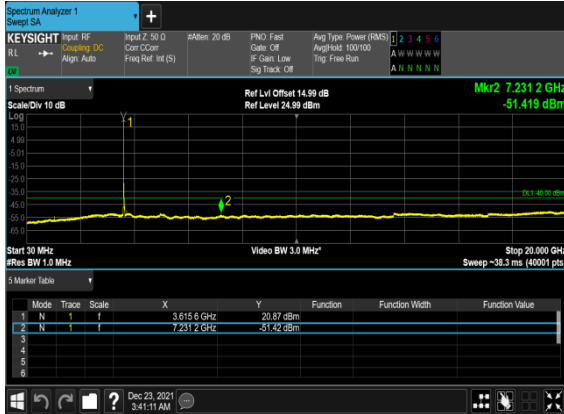 Spectrum Analyzer 1
Swept SA
+
KEYSIGHT Input: RF Input Z: 50 Ω #Atten: 20 dB PNO: Fast Avg Type: Power (RMS) 1 2 3 4 5 6
RL Coupling: DC Corr CCorr Gate: Off Avg|Hold: 100/100 A W W W W W
Align: Auto Freq Ref: Int (S) IF Gain: Low Trig: Free Run
Sig Track: Off A N N N N N
1 Spectrum Ref Lvl Offset 14.99 dB Mkr2 7.231 2 GHz
Scale/Div 10 dB Ref Level 24.99 dBm -51.419 dBm
Log
1
15.0
4.99
-5.01
-15.0
-25.0
-35.0
DL1 -40.00 dBm
-45.0
2
-55.0
-65.0
Start 30 MHz Video BW 3.0 MHz* Stop 20.000 GHz
#Res BW 1.0 MHz Sweep ~38.3 ms (40001 pts)
5 Marker Table
Mode Trace Scale X Y Function Function Width Function Value
1 N 1 f 3.615 6 GHz 20.87 dBm
2 N 1 f 7.231 2 GHz -51.42 dBm
3
4
5
6
? Dec 23, 2021
3:41:11 AM